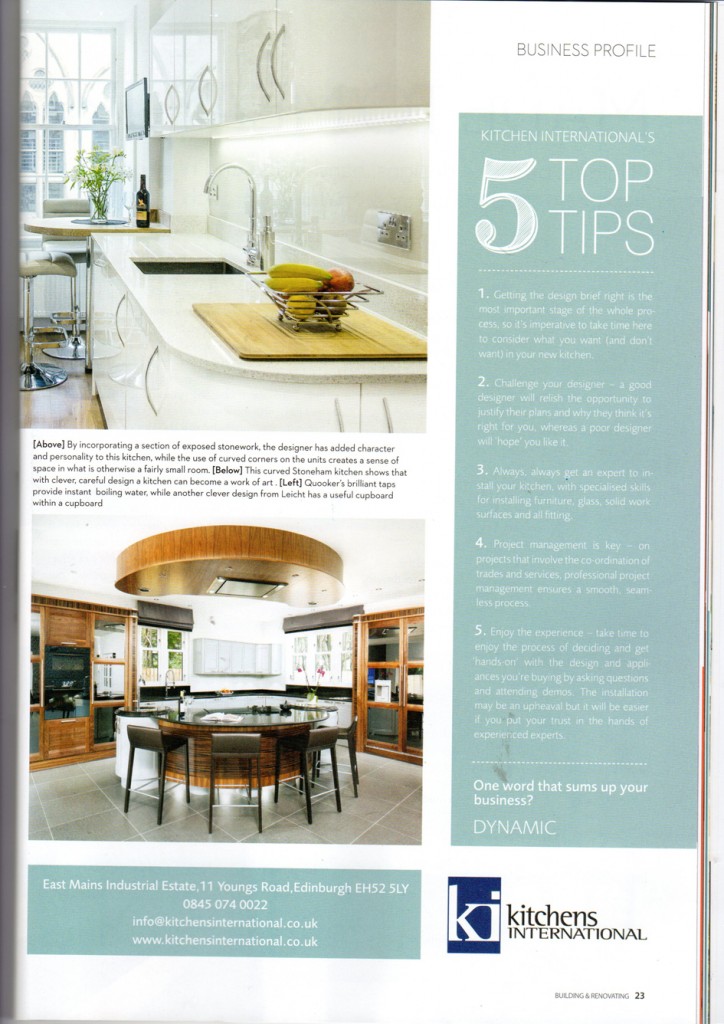 BUSINESS PROFILE
KITCHEN INTERNATIONAL'S
5 TOP
TIPS
1. Getting the design brief right is the
most important stage of the whole pro-
cess, so it's imperative to take time here
to consider what you want (and don't
want) in your new kitchen.
2. Challenge your designer – a good
designer will relish the opportunity to
justify their plans and why they think it's
right for you, whereas a poor designer
will 'hope' you like it.
3. Always, always get an expert to in-
stall your kitchen, with specialised skills
for installing furniture, glass, solid work
surfaces and all fitting.
4. Project management is key – on
projects that involve the co-ordination of
trades and services, professional project
management ensures a smooth, seam-
less process.
5. Enjoy the experience – take time to
enjoy the process of deciding and get
'hands-on' with the design and appli-
ances you're buying by asking questions
and attending demos. The installation
may be an upheaval but it will be easier
if you put your trust in the hands of
experienced experts.
One word that sums up your
business?
DYNAMIC
[Above] By incorporating a section of exposed stonework, the designer has added character
and personality to this kitchen, while the use of curved corners on the units creates a sense of
space in what is otherwise a fairly small room. [Below] This curved Stoneham kitchen shows that
with clever, careful design a kitchen can become a work of art . [Left] Quooker's brilliant taps
provide instant boiling water, while another clever design from Leicht has a useful cupboard
within a cupboard
East Mains Industrial Estate,11 Youngs Road,Edinburgh EH52 5LY
0845 074 0022
info@kitchensinternational.co.uk
www.kitchensinternational.co.uk
ki kitchens
INTERNATIONAL
BUILDING & RENOVATING 23